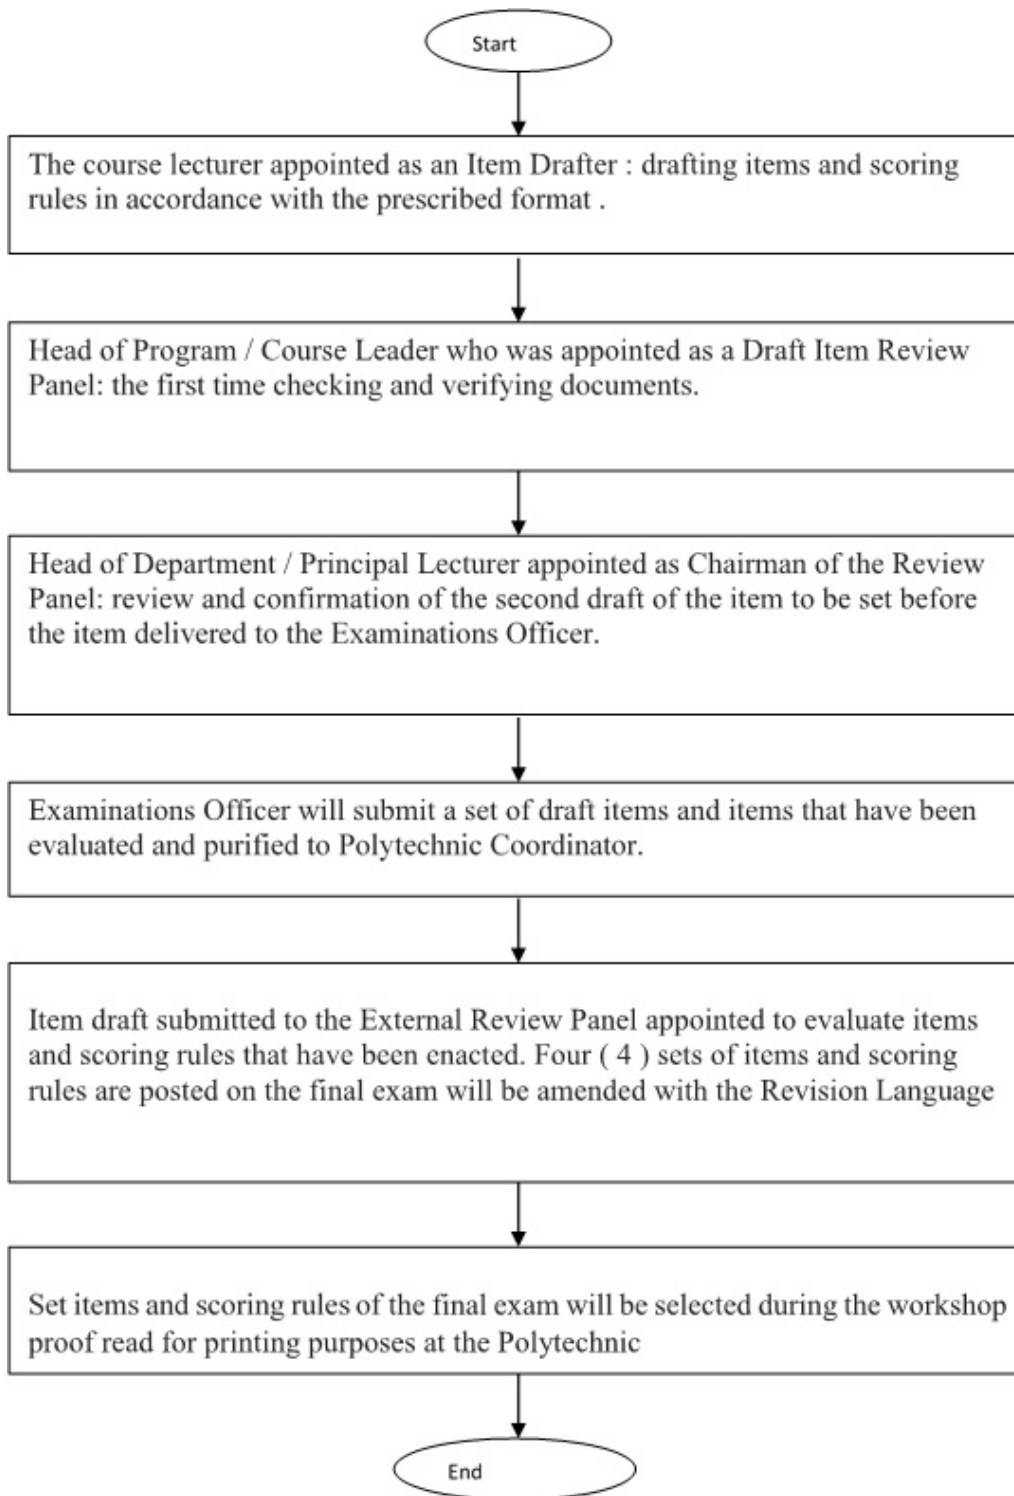 Start
The course lecturer appointed as an Item Drafter : drafting items and scoring
rules in accordance with the prescribed format .
Head of Program / Course Leader who was appointed as a Draft Item Review
Panel: the first time checking and verifying documents.
Head of Department / Principal Lecturer appointed as Chairman of the Review
Panel: review and confirmation of the second draft of the item to be set before
the item delivered to the Examinations Officer.
Examinations Officer will submit a set of draft items and items that have been
evaluated and purified to Polytechnic Coordinator.
Item draft submitted to the External Review Panel appointed to evaluate items
and scoring rules that have been enacted. Four ( 4 ) sets of items and scoring
rules are posted on the final exam will be amended with the Revision Language
Set items and scoring rules of the final exam will be selected during the workshop
proof read for printing purposes at the Polytechnic
End